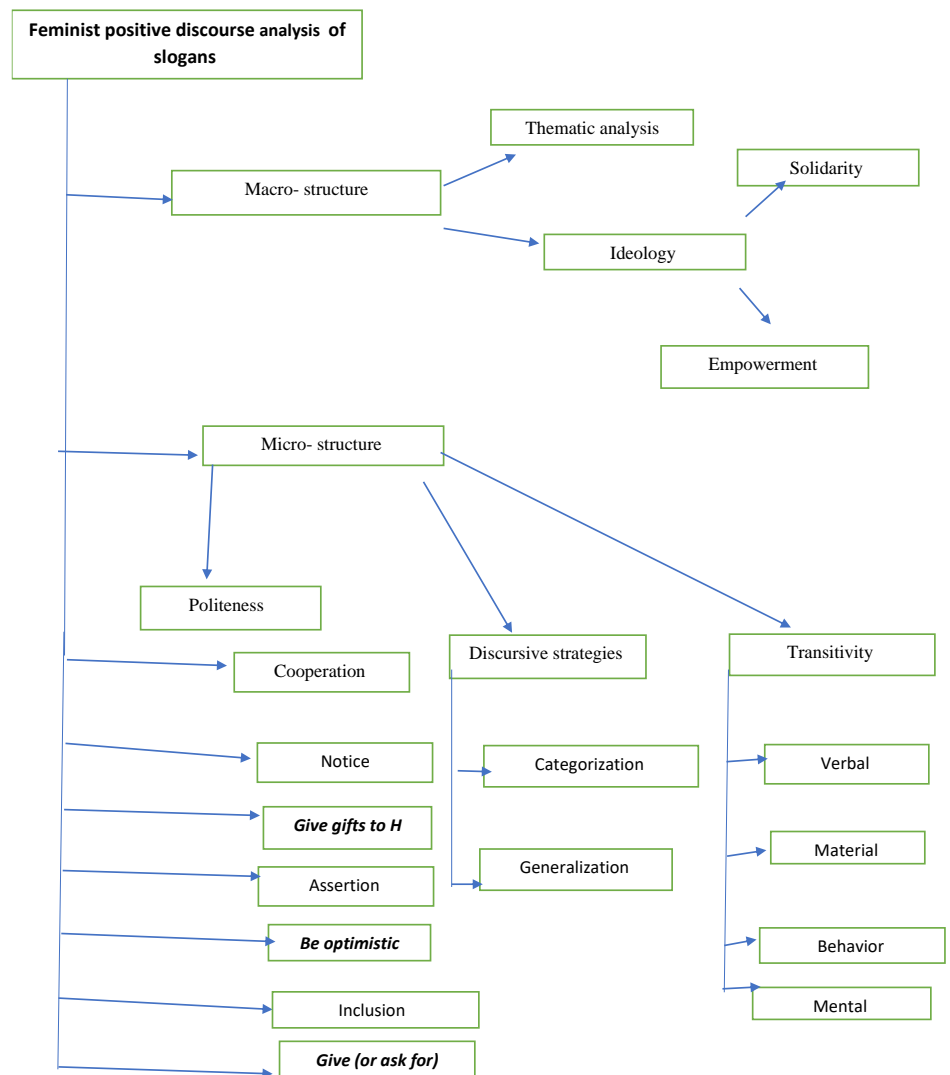 Feminist positive discourse analysis of
slogans
Thematic analysis
Solidarity
Macro- structure
Ideology
Empowerment
Micro- structure
Politeness
Discursive strategies
Transitivity
Cooperation
Notice
Categorization
Verbal
Give gifts to H
Material
Assertion
Generalization
Be optimistic
Behavior
Inclusion
Mental
Give (or ask for)